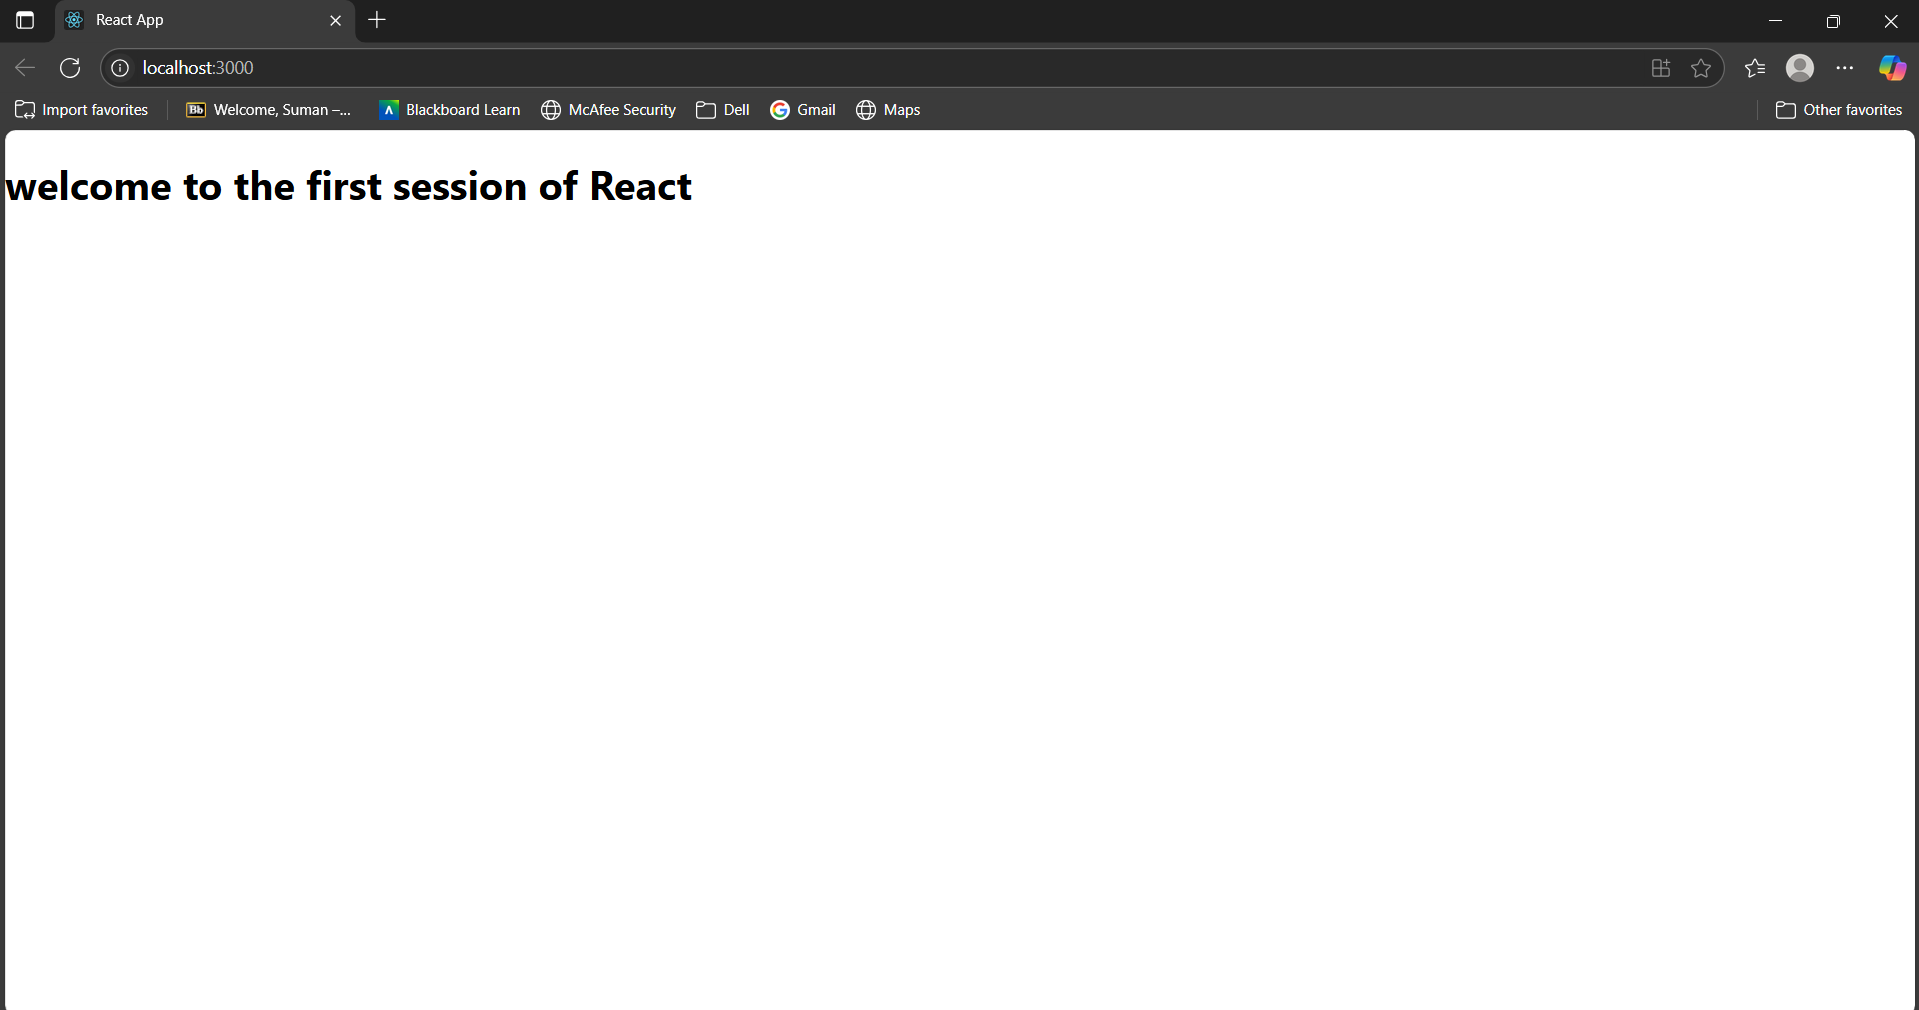 React App
localhost:3000
Import favorites Bb Welcome, Suman –... Blackboard Learn McAfee Security Dell Gmail Maps Other favorites
welcome to the first session of React